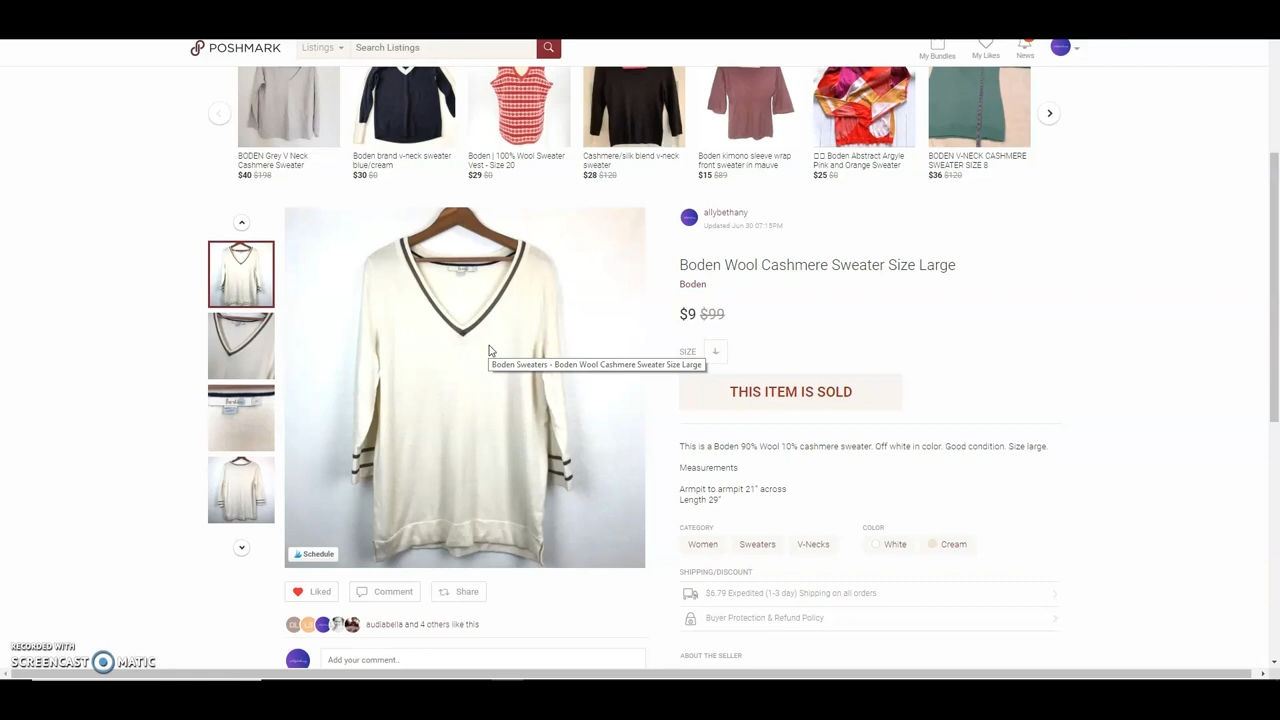 POSHMARK
Listings
Search Listings
My Bundles
My Likes
News
BODEN Grey V Neck
Cashmere Sweater
$40 $198
Boden brand v-neck sweater
blue/cream
$30 $0
Boden | 100% Wool Sweater
Vest - Size 20
$29 $0
Cashmere/silk blend v-neck
sweater
$28 $120
Boden kimono sleeve wrap
front sweater in mauve
$15 $89
Boden Abstract Argyle
Pink and Orange Sweater
$25 $0
BODEN V-NECK CASHMERE
SWEATER SIZE 8
$36 $120
allybethany
Updated Jun 30 07:15PM
Boden Wool Cashmere Sweater Size Large
Boden
$9 $99
SIZE L
Boden Sweaters - Boden Wool Cashmere Sweater Size Large
THIS ITEM IS SOLD
This is a Boden 90% Wool 10% cashmere sweater. Off white in color. Good condition. Size large.
Measurements
Armpit to armpit 21" across
Length 29"
CATEGORY
Women
Sweaters
V-Necks
COLOR
White
Cream
SHIPPING/DISCOUNT
$6.79 Expedited (1-3 day) Shipping on all orders
Buyer Protection & Refund Policy
ABOUT THE SELLER
Schedule
Liked
Comment
Share
audiabella and 4 others like this
Add your comment..
RECORDED WITH
SCREENCAST MATIC